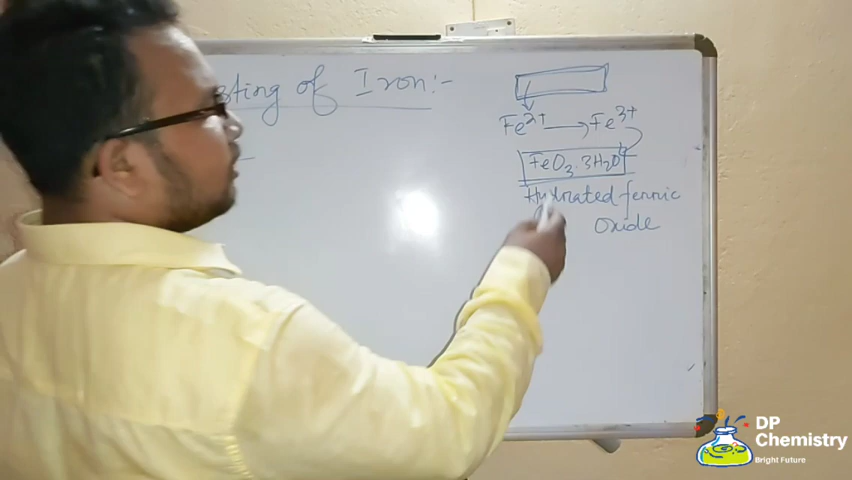 sting of Iron:-
Fe2+ → Fe3+
FeO3.3H2O
Hydrated ferric
Oxide
DP
Chemistry
Bright Future